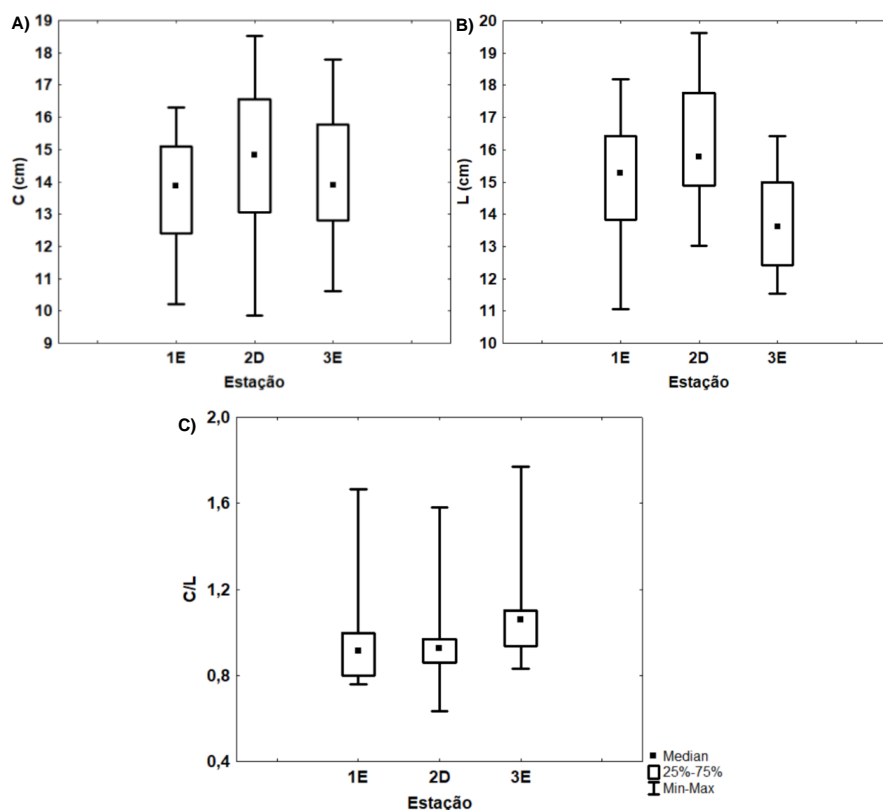 A)
C (cm)
19
18
17
16
15
14
13
12
11
10
9
1E 2D 3E
Estação
B)
L (cm)
20
19
18
17
16
15
14
13
12
11
10
1E 2D 3E
Estação
C)
C/L
2,0
1,6
1,2
0,8
0,4
1E 2D 3E
Estação
Median
25%-75%
Min-Max